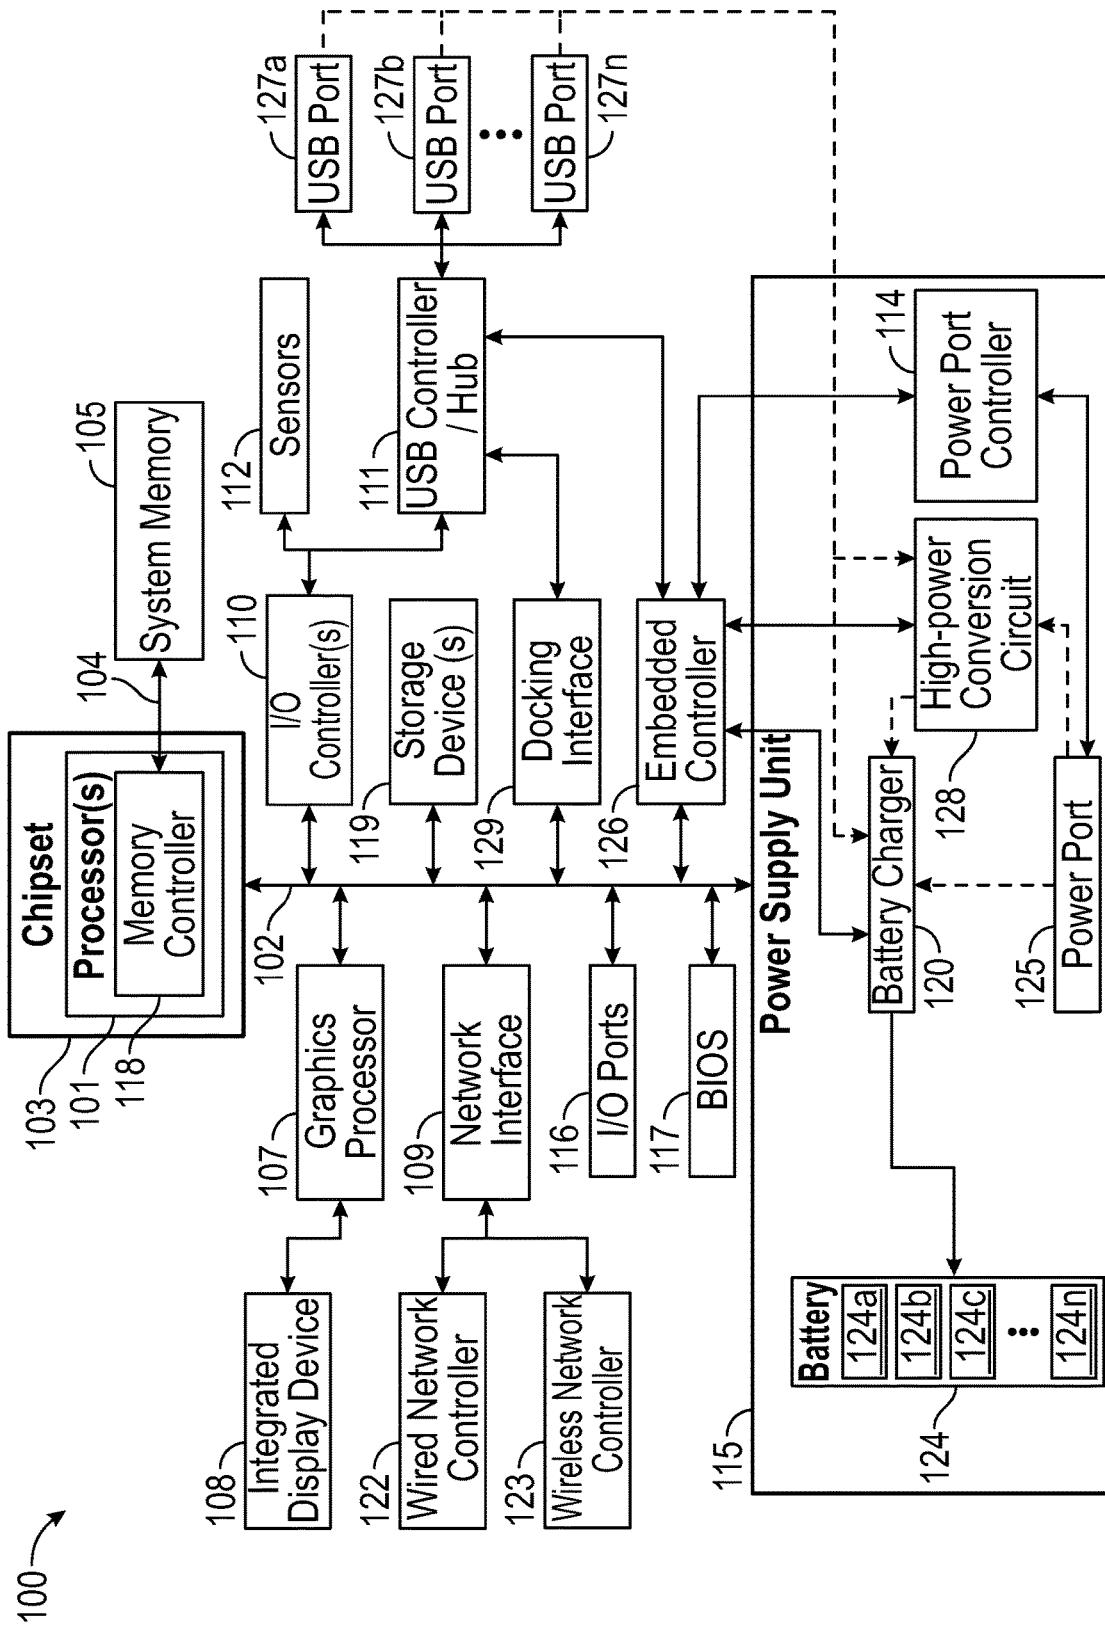 100
103
101
118
Chipset
Processor(s)
Memory
Controller
104
105
System Memory
102
108
Integrated
Display Device
107
Graphics
Processor
110
I/O
Controller(s)
112
Sensors
127a
USB Port
122
Wired Network
Controller
109
Network
Interface
119
Storage
Device (s)
111
USB Controller
/ Hub
127b
USB Port
123
Wireless Network
Controller
116
I/O Ports
129
Docking
Interface
127n
USB Port
117
BIOS
126
Embedded
Controller
115
Power Supply Unit
Battery
124a
124b
124c
124n
124
120
Battery Charger
128
High-power
Conversion
Circuit
114
Power Port
Controller
125
Power Port